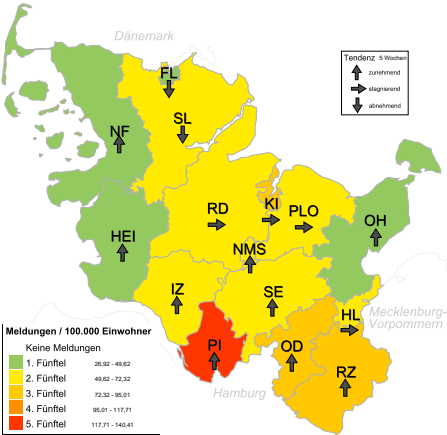 Dänemark
Tendenz 5 Wochen
zunehmend
stagnierend
abnehmend
FL
SL
NF
RD
KI
PLO
OH
HEI
NMS
IZ
SE
HL
Mecklenburg-
Vorpommern
PI
OD
RZ
Hamburg
Meldungen / 100.000 Einwohner
Keine Meldungen
1. Fünftel 26,92 - 49,62
2. Fünftel 49,62 - 72,32
3. Fünftel 72,32 - 95,01
4. Fünftel 95,01 - 117,71
5. Fünftel 117,71 - 140,41